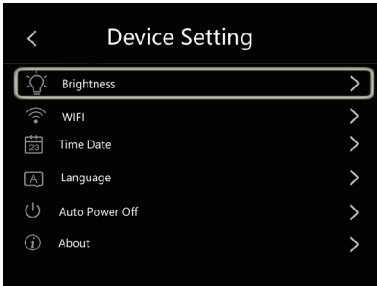 Device Setting
Brightness
WIFI
23
Time Date
A
Language
Auto Power Off
i
About